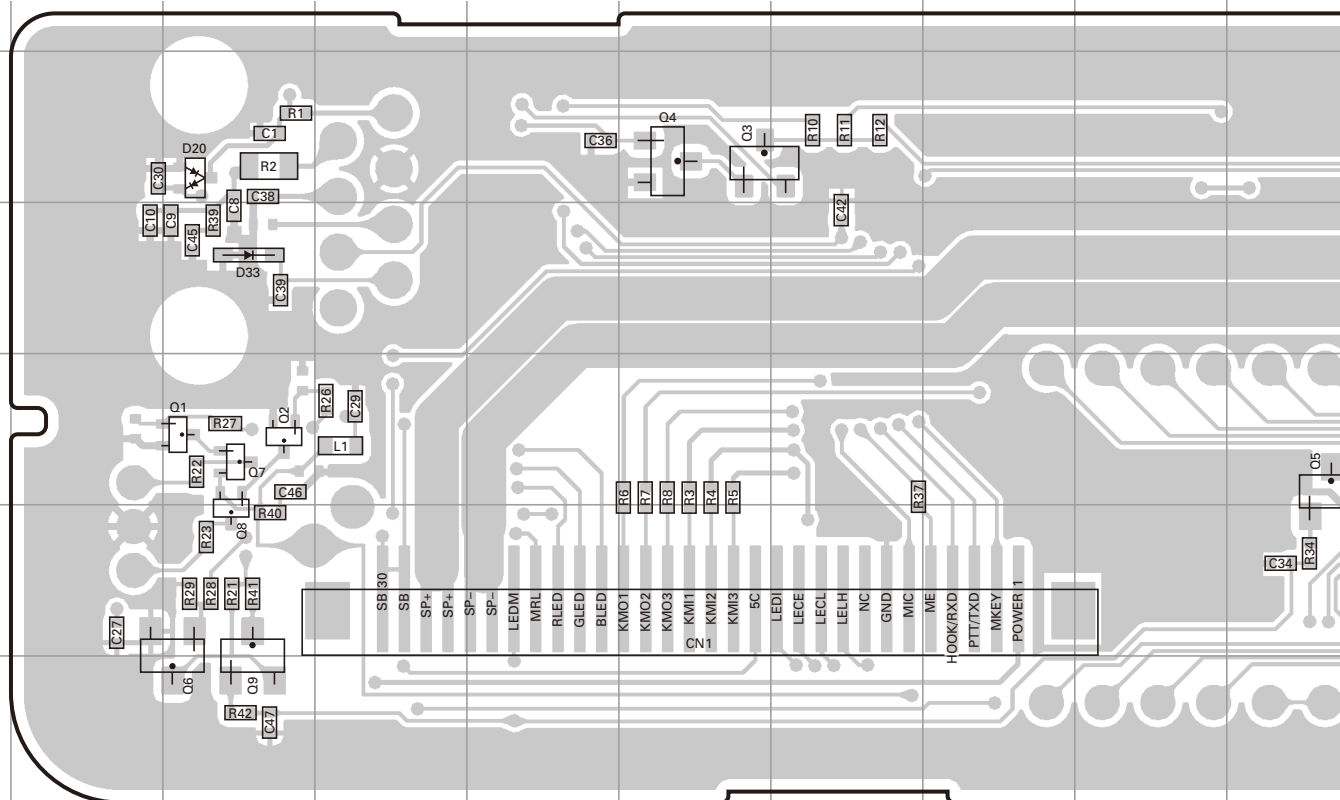 R1
C1
D20
R2
C30
C38
C8
C10
C9
R39
C45
D33
C39
Q4
C36
Q3
R10
R11
R12
C42
Q1
R27
Q2
R26
C29
L1
R22
Q7
C46
R40
Q8
R23
R29
R28
R21
R41
C27
Q6
Q9
R42
C47
R6
R7
R8
R3
R4
R5
R37
Q5
C34
R34
SB 30
SB
SP+
SP+
SP–
SP–
LEDM
MRL
RLED
GLED
BLED
KMO1
KMO2
KMO3
KMI1
KMI2
KMI3
5C
LEDI
LECE
LECL
LELH
NC
GND
MIC
ME
HOOK/RXD
PTT/TXD
MKEY
POWER 1
CN1